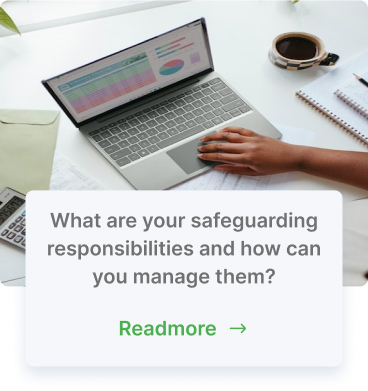 What are your safeguarding
responsibilities and how can
you manage them?
Readmore →